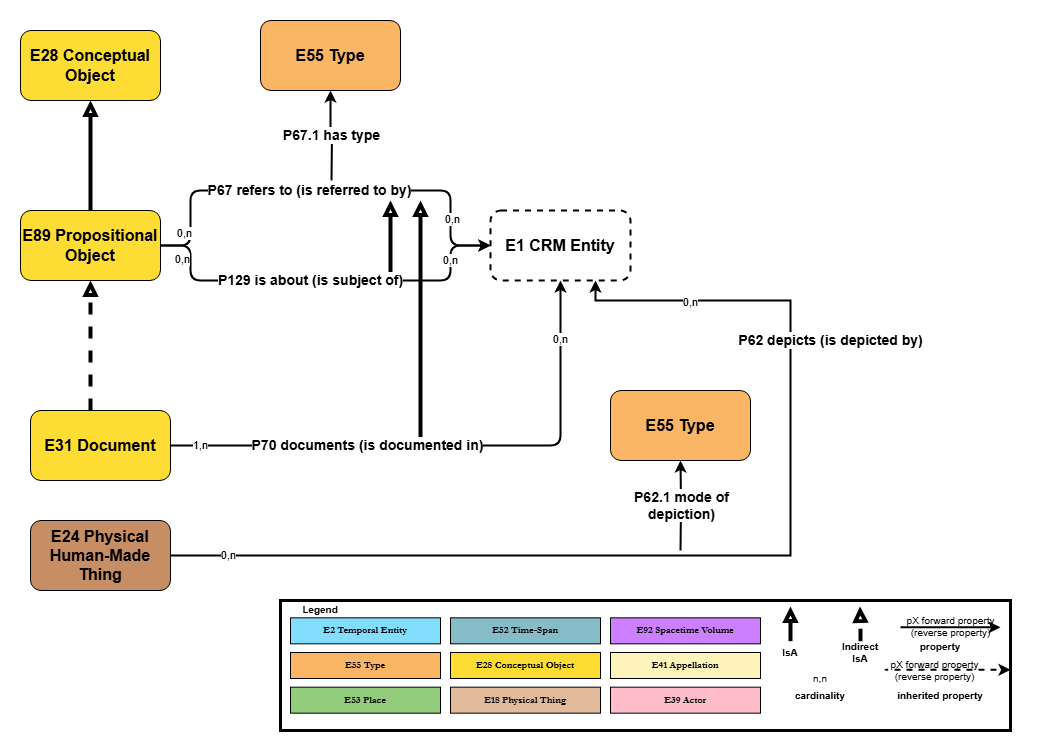 E28 Conceptual
Object
E55 Type
P67.1 has type
P67 refers to (is referred to by)
0,n
0,n
E89 Propositional
Object
0,n
0,n
E1 CRM Entity
P129 is about (is subject of)
0,n
P62 depicts (is depicted by)
0,n
E31 Document
1,n
P70 documents (is documented in)
E55 Type
P62.1 mode of
depiction)
E24 Physical
Human-Made
Thing
0,n
Legend
E2 Temporal Entity
E52 Time-Span
E92 Spacetime Volume
E55 Type
E28 Conceptual Object
E41 Appellation
E53 Place
E18 Physical Thing
E39 Actor
IsA
Indirect
IsA
n,n
cardinality
pX forward property
(reverse property)
property
pX forward property
(reverse property)
inherited property